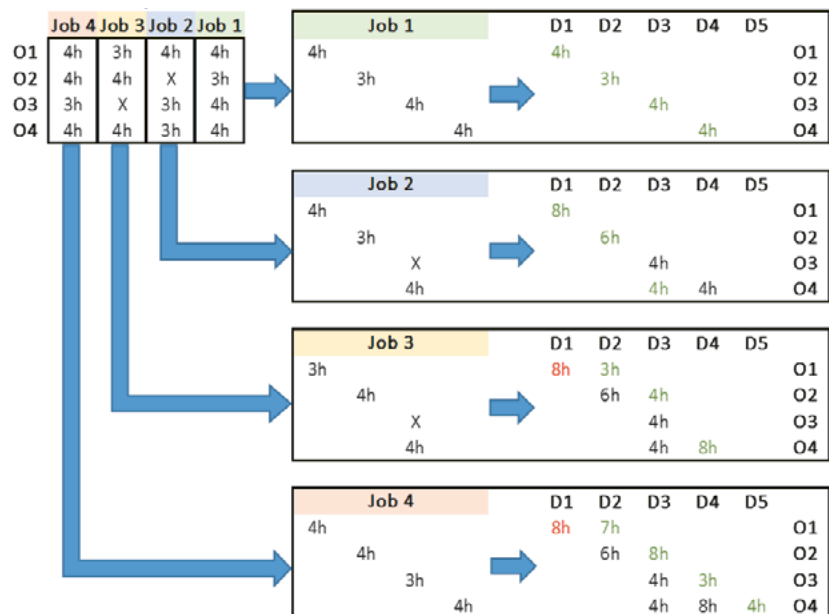 Job 4 Job 3 Job 2 Job 1
O1 4h 3h 4h 4h
O2 4h 4h X 3h
O3 3h X 3h 4h
O4 4h 4h 3h 4h
Job 1 D1 D2 D3 D4 D5
4h 4h O1
3h 3h O2
4h 4h O3
4h 4h O4
Job 2 D1 D2 D3 D4 D5
4h 8h O1
3h 6h O2
X 4h O3
4h 4h 4h O4
Job 3 D1 D2 D3 D4 D5
3h 8h 3h O1
4h 6h 4h O2
X 4h O3
4h 4h 8h O4
Job 4 D1 D2 D3 D4 D5
4h 8h 7h O1
4h 6h 8h O2
3h 4h 3h O3
4h 4h 8h 4h O4